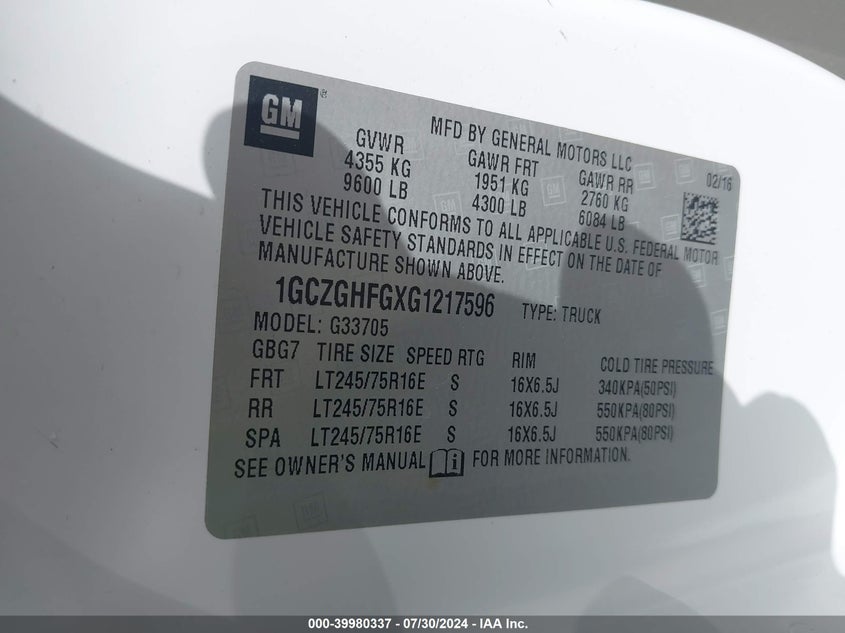 GM
MFD BY GENERAL MOTORS LLC
02/16
GVWR GAWR FRT GAWR RR
4355 KG 1951 KG 2760 KG
9600 LB 4300 LB 6084 LB
THIS VEHICLE CONFORMS TO ALL APPLICABLE U.S. FEDERAL MOTOR
VEHICLE SAFETY STANDARDS IN EFFECT ON THE DATE OF
MANUFACTURE SHOWN ABOVE.
1GCZGHFGXG1217596 TYPE: TRUCK
MODEL: G33705
GBG7 TIRE SIZE SPEED RTG RIM COLD TIRE PRESSURE
FRT LT245/75R16E S 16X6.5J 340KPA(50PSI)
RR LT245/75R16E S 16X6.5J 550KPA(80PSI)
SPA LT245/75R16E S 16X6.5J 550KPA(80PSI)
SEE OWNER'S MANUAL i FOR MORE INFORMATION.
000-39980337 - 07/30/2024 - IAA Inc.